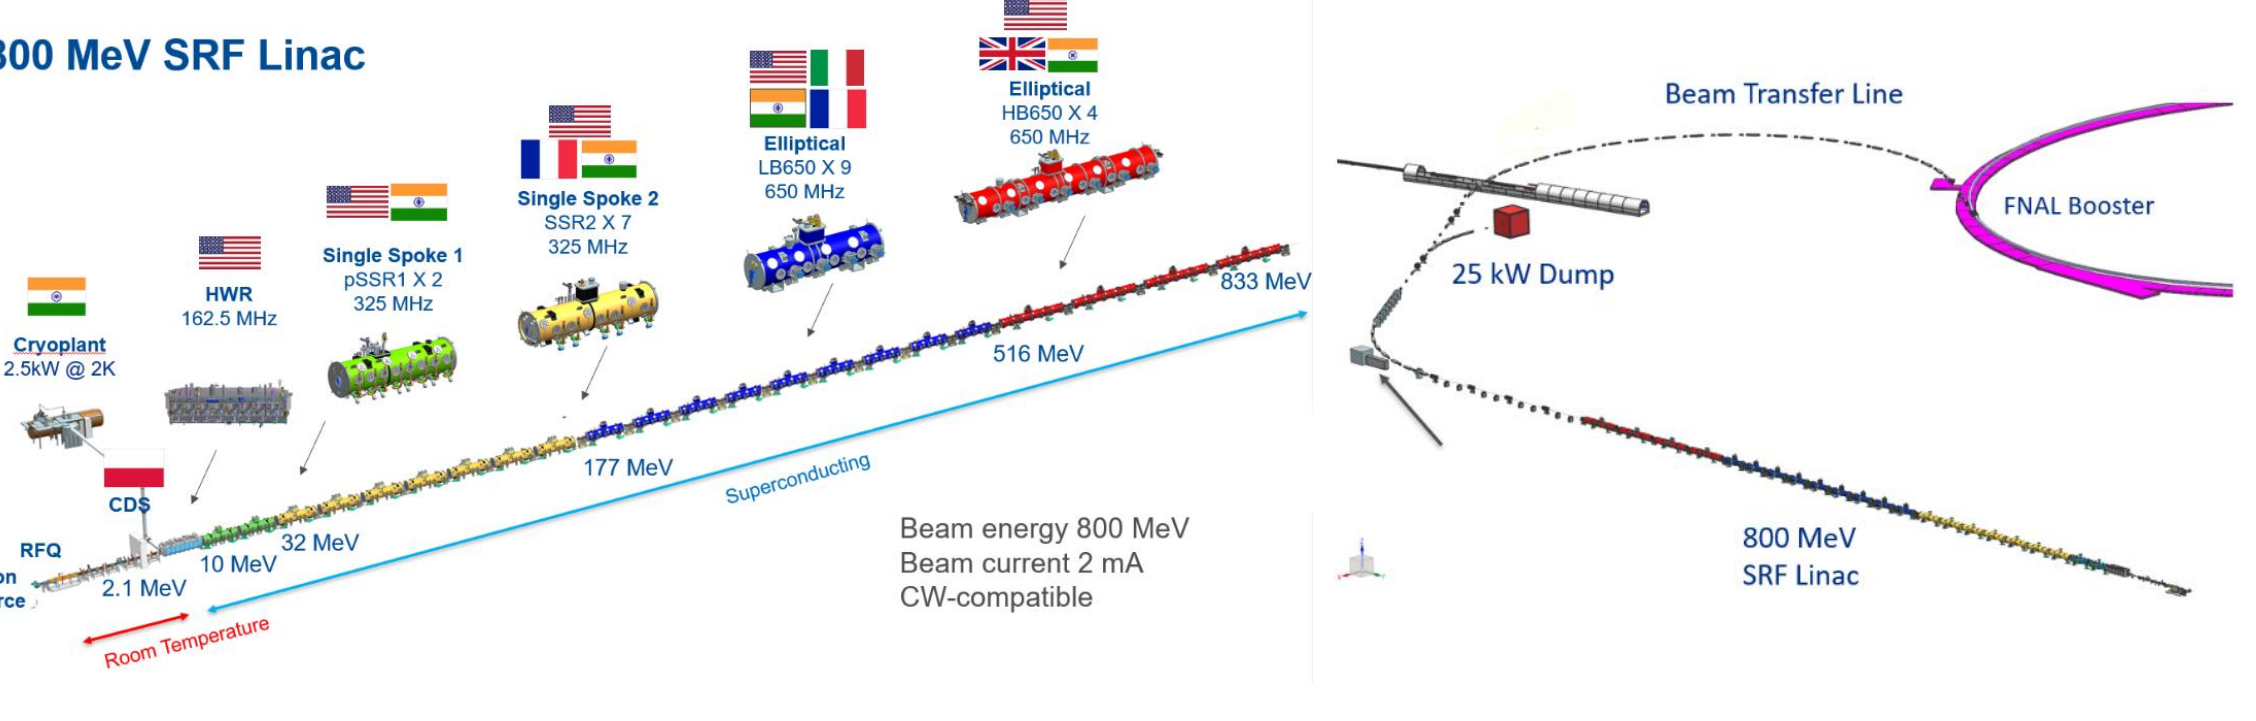 800 MeV SRF Linac
Elliptical
HB650 X 4
650 MHz
Elliptical
LB650 X 9
650 MHz
Single Spoke 2
SSR2 X 7
325 MHz
Single Spoke 1
pSSR1 X 2
325 MHz
HWR
162.5 MHz
Cryoplant
2.5kW @ 2K
CDS
RFQ
on
rce
2.1 MeV
10 MeV
32 MeV
177 MeV
516 MeV
833 MeV
Room Temperature
Superconducting
Beam energy 800 MeV
Beam current 2 mA
CW-compatible
Beam Transfer Line
FNAL Booster
25 kW Dump
800 MeV
SRF Linac